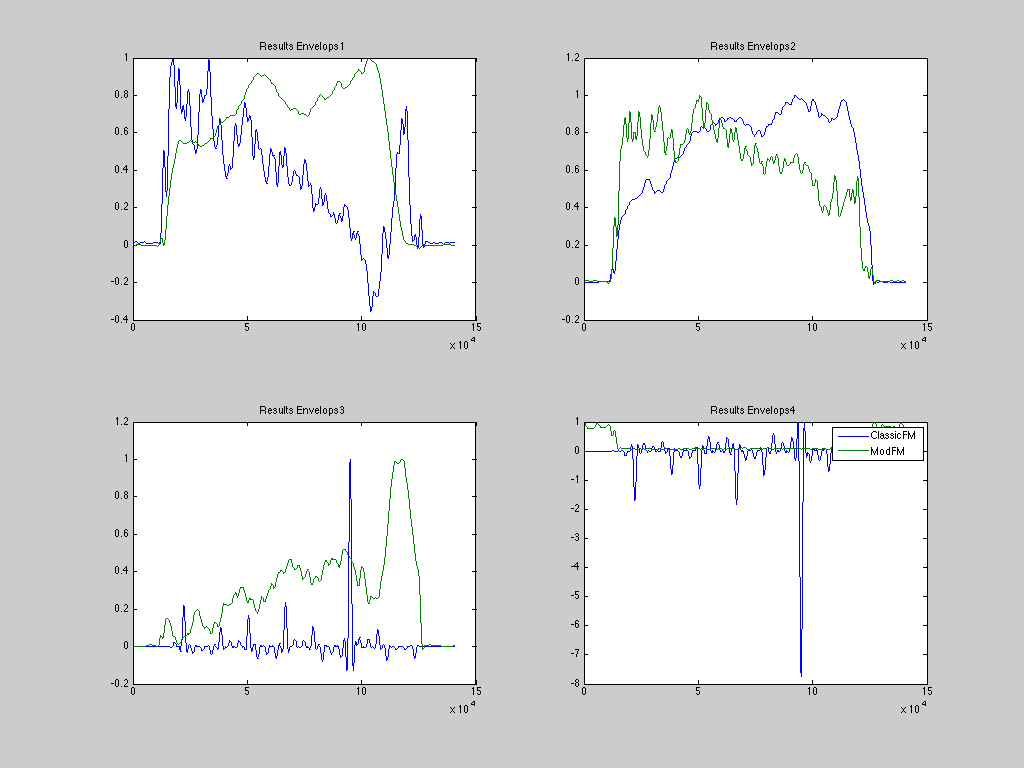 Results Envelops1
1
0.8
0.6
0.4
0.2
0
-0.2
-0.4
0 5 10 15
x 10^4
Results Envelops2
1.2
1
0.8
0.6
0.4
0.2
0
-0.2
0 5 10 15
x 10^4
Results Envelops3
1.2
1
0.8
0.6
0.4
0.2
0
-0.2
0 5 10 15
x 10^4
Results Envelops4
1
0
-1
-2
-3
-4
-5
-6
-7
-8
0 5 10 15
x 10^4
ClassicFM
ModFM